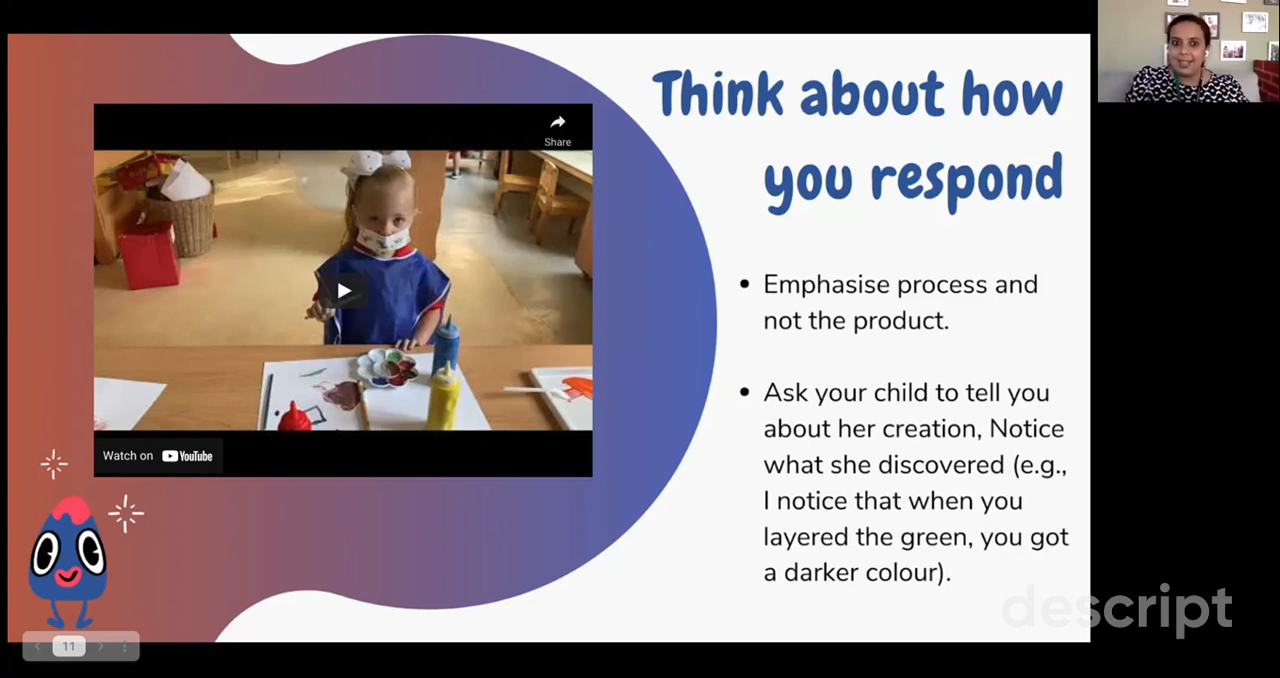 Think about how
you respond
Share
Emphasise process and
not the product.
Ask your child to tell you
about her creation, Notice
what she discovered (e.g.,
I notice that when you
layered the green, you got
a darker colour).
Watch on YouTube
descript
11